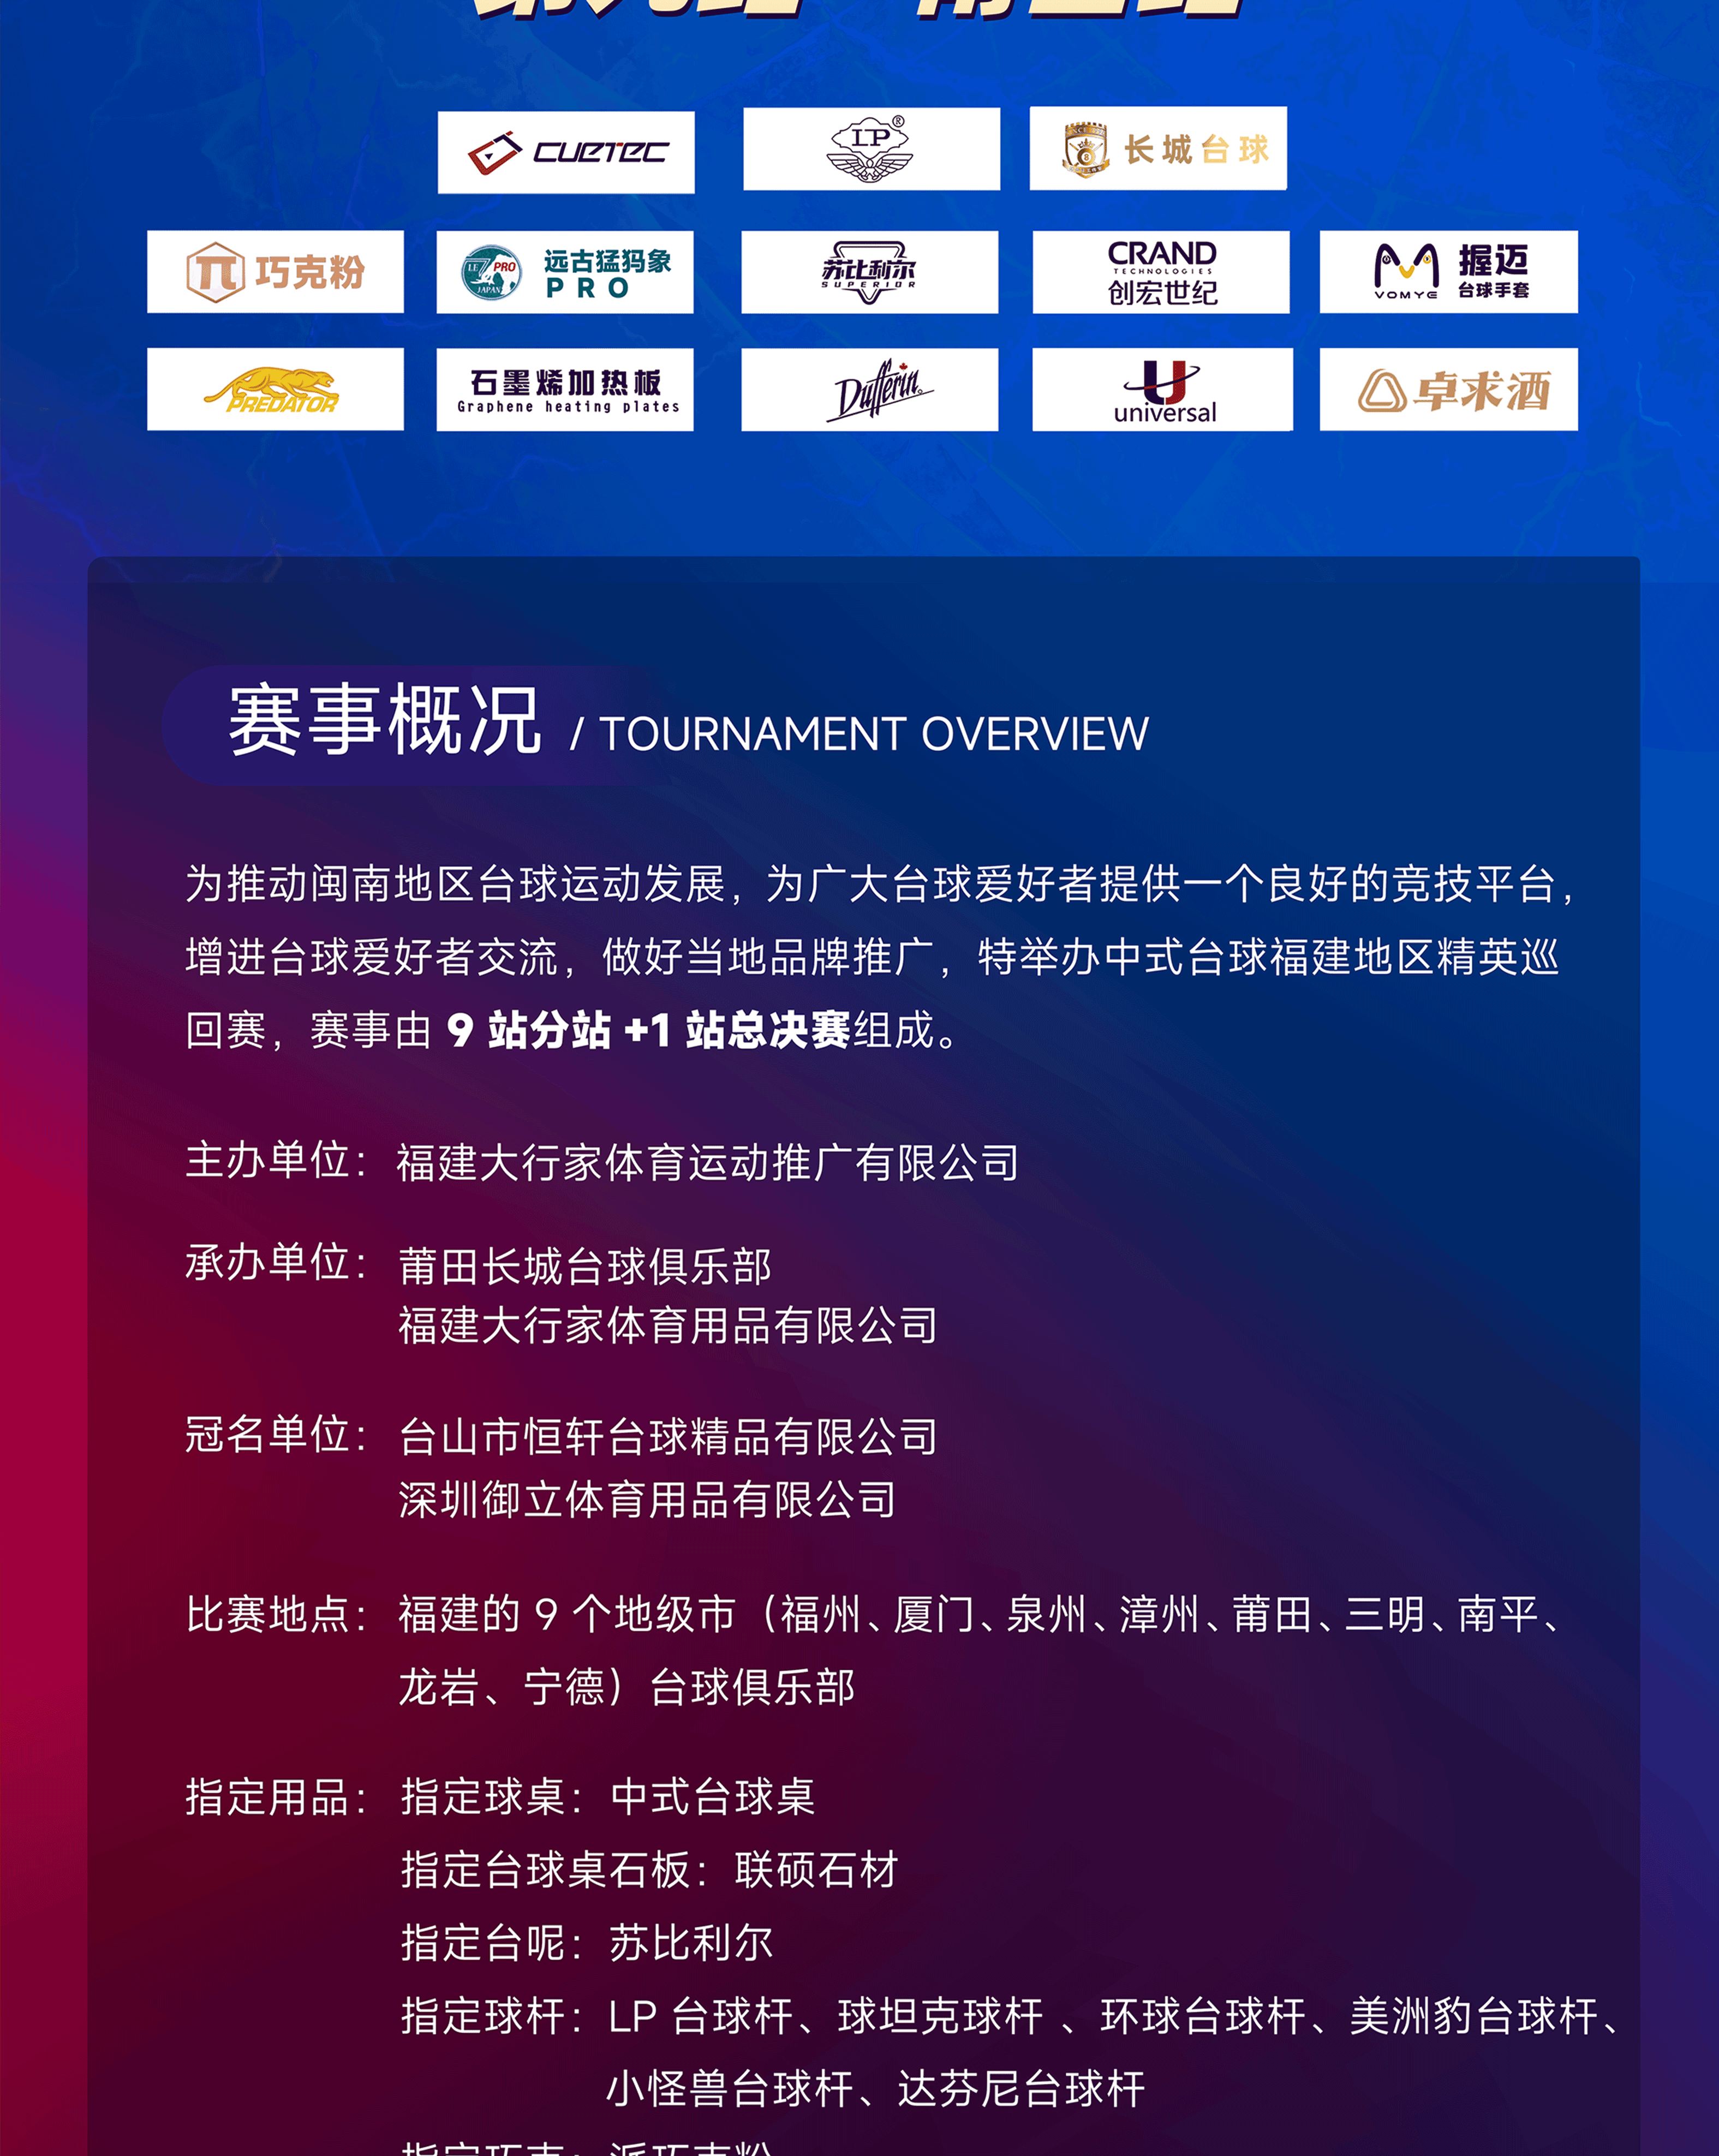 CUETEC
LP®
长城台球
巧克粉
LE PRO JAPAN
远古猛犸象
PRO
苏比利尔
SUPERIOR
CRAND
TECHNOLOGIES
创宏世纪
VOMYE
握迈
台球手套
PREDATOR
石墨烯加热板
Graphene heating plates
Dufferin
universal
卓求酒
赛事概况 / TOURNAMENT OVERVIEW
为推动闽南地区台球运动发展，为广大台球爱好者提供一个良好的竞技平台，
增进台球爱好者交流，做好当地品牌推广，特举办中式台球福建地区精英巡
回赛，赛事由 9 站分站 +1 站总决赛组成。
主办单位：福建大行家体育运动推广有限公司
承办单位：莆田长城台球俱乐部
福建大行家体育用品有限公司
冠名单位：台山市恒轩台球精品有限公司
深圳御立体育用品有限公司
比赛地点：福建的 9 个地级市（福州、厦门、泉州、漳州、莆田、三明、南平、
龙岩、宁德）台球俱乐部
指定用品：指定球桌：中式台球桌
指定台球桌石板：联硕石材
指定台呢：苏比利尔
指定球杆：LP 台球杆、球坦克球杆 、环球台球杆、美洲豹台球杆、
小怪兽台球杆、达芬尼台球杆